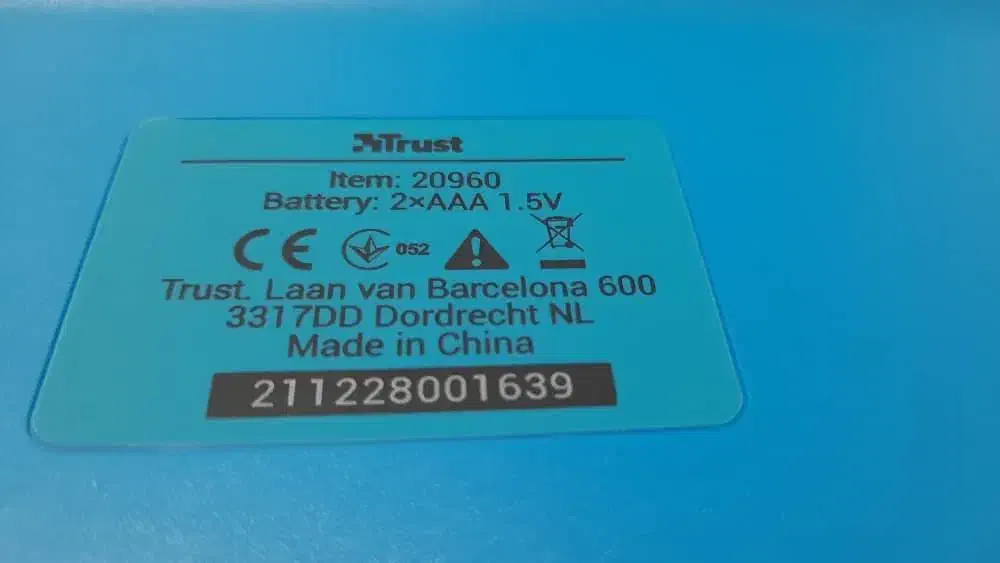 Trust
Item: 20960
Battery: 2×AAA 1.5V
CE 052
Trust. Laan van Barcelona 600
3317DD Dordrecht NL
Made in China
211228001639